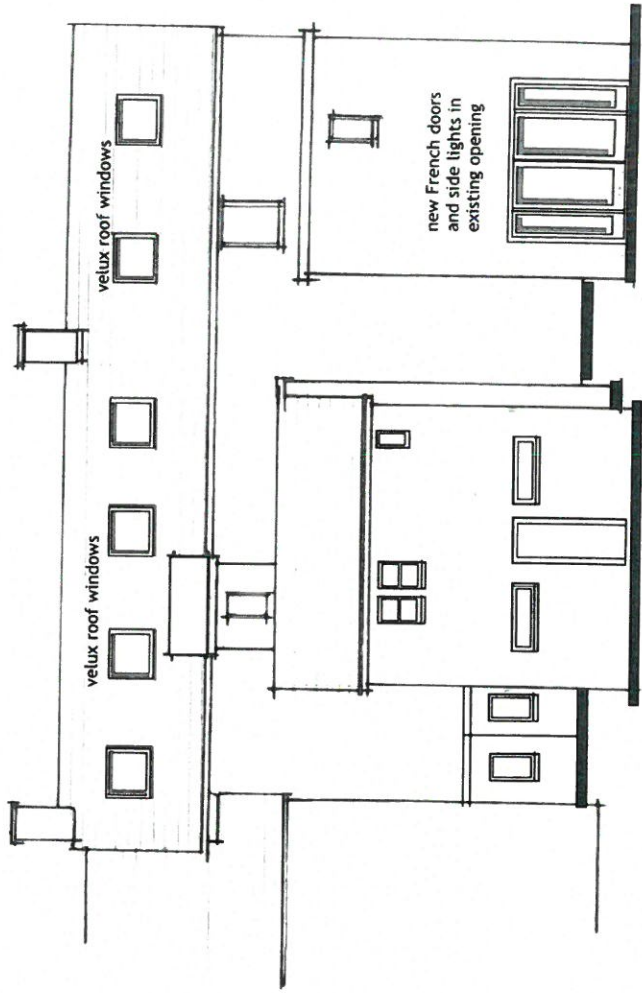 velux roof windows
velux roof windows
new French doors
and side lights in
existing opening